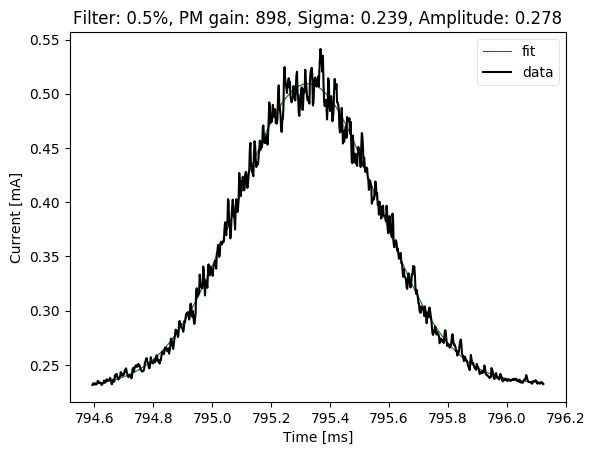 Filter: 0.5%, PM gain: 898, Sigma: 0.239, Amplitude: 0.278
fit
data
0.55
0.50
0.45
0.40
0.35
0.30
0.25
Current [mA]
794.6 794.8 795.0 795.2 795.4 795.6 795.8 796.0 796.2
Time [ms]